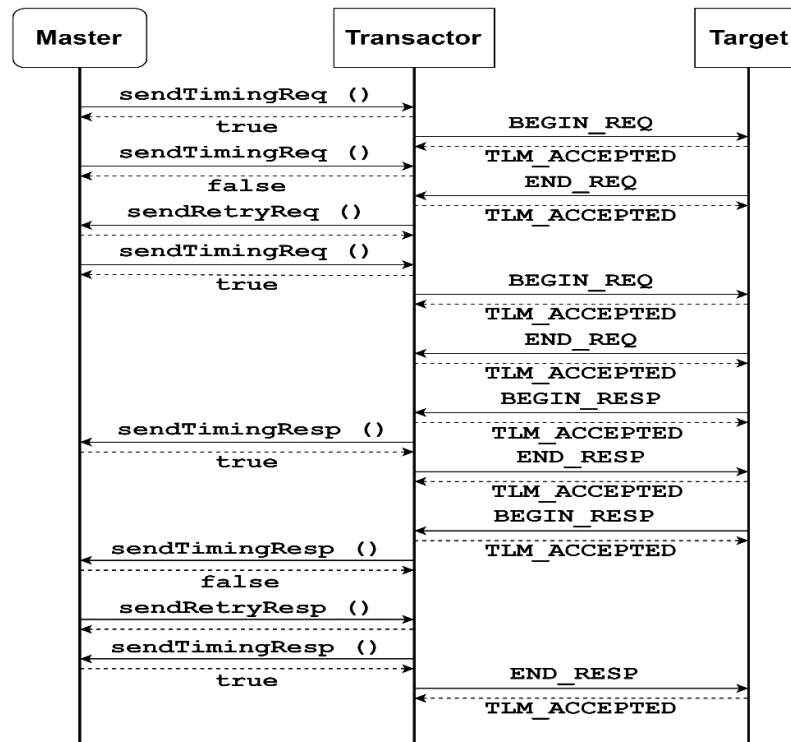 Master Transactor Target
sendTimingReq ()
true
BEGIN_REQ
sendTimingReq ()
TLM_ACCEPTED
false
END_REQ
sendRetryReq ()
TLM_ACCEPTED
sendTimingReq ()
true
BEGIN_REQ
TLM_ACCEPTED
END_REQ
TLM_ACCEPTED
BEGIN_RESP
sendTimingResp ()
TLM_ACCEPTED
true
END_RESP
TLM_ACCEPTED
BEGIN_RESP
sendTimingResp ()
TLM_ACCEPTED
false
sendRetryResp ()
sendTimingResp ()
true
END_RESP
TLM_ACCEPTED